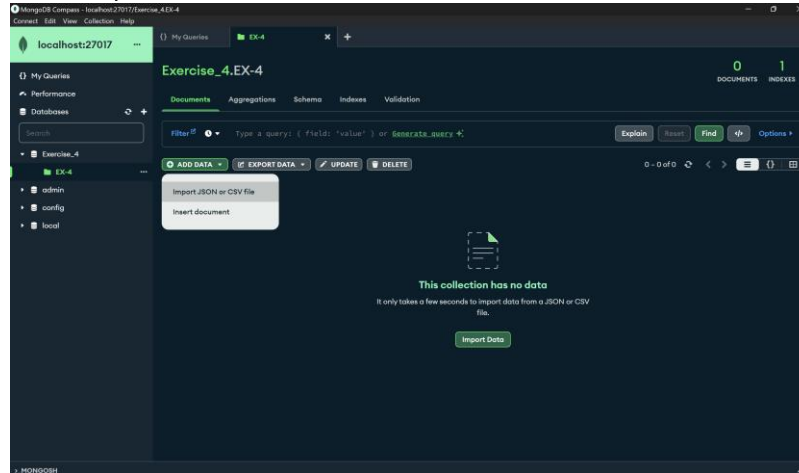 MongoDB Compass - localhost:27017/Exercise_4.EX-4
Connect Edit View Collection Help
localhost:27017 ...
{} My Queries
EX-4 × +
{} My Queries
Performance
Databases
Search
Exercise_4
EX-4 ...
admin
config
local
Exercise_4.EX-4
0 DOCUMENTS
1 INDEXES
Documents Aggregations Schema Indexes Validation
Filter Type a query: { field: 'value' } or Generate query
Explain Reset Find </> Options
ADD DATA EXPORT DATA UPDATE DELETE
0 - 0 of 0
Import JSON or CSV file
Insert document
This collection has no data
It only takes a few seconds to import data from a JSON or CSV
file.
Import Data
> MONGOSH